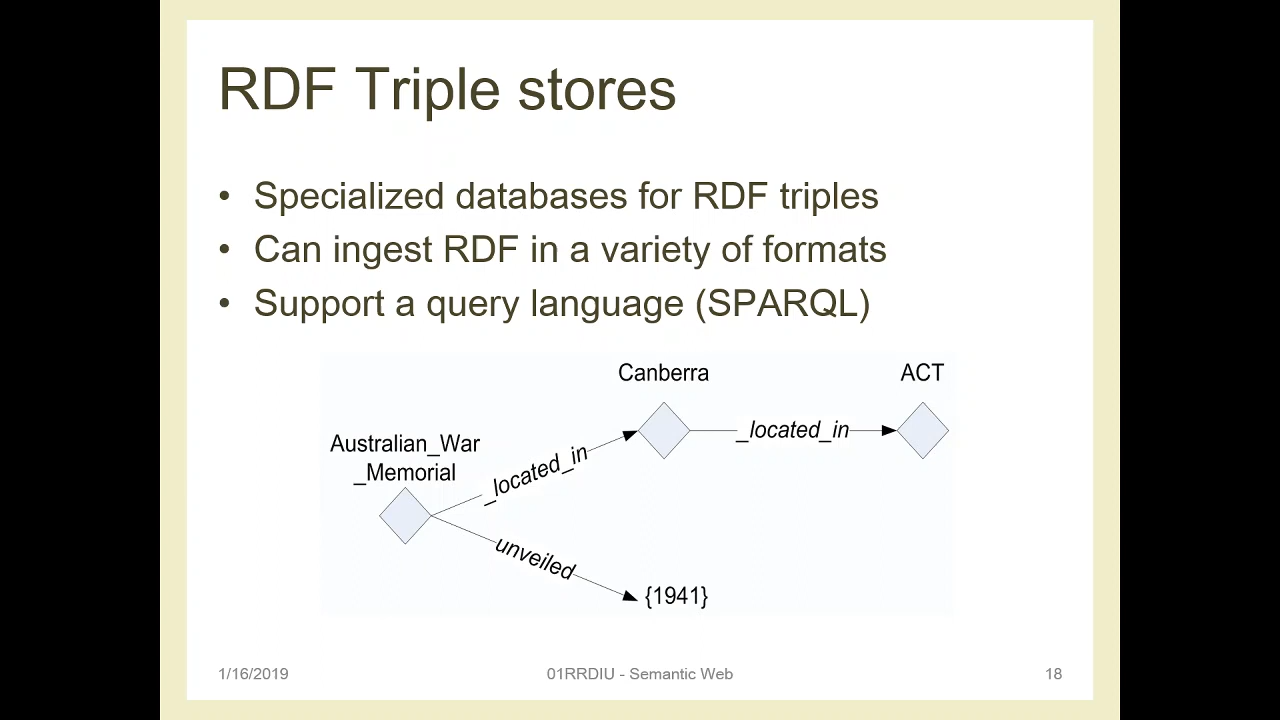 RDF Triple stores
• Specialized databases for RDF triples
• Can ingest RDF in a variety of formats
• Support a query language (SPARQL)
Canberra
ACT
Australian_War
_Memorial
_located_in
_located_in
unveiled
{1941}
1/16/2019
01RRDIU - Semantic Web
18